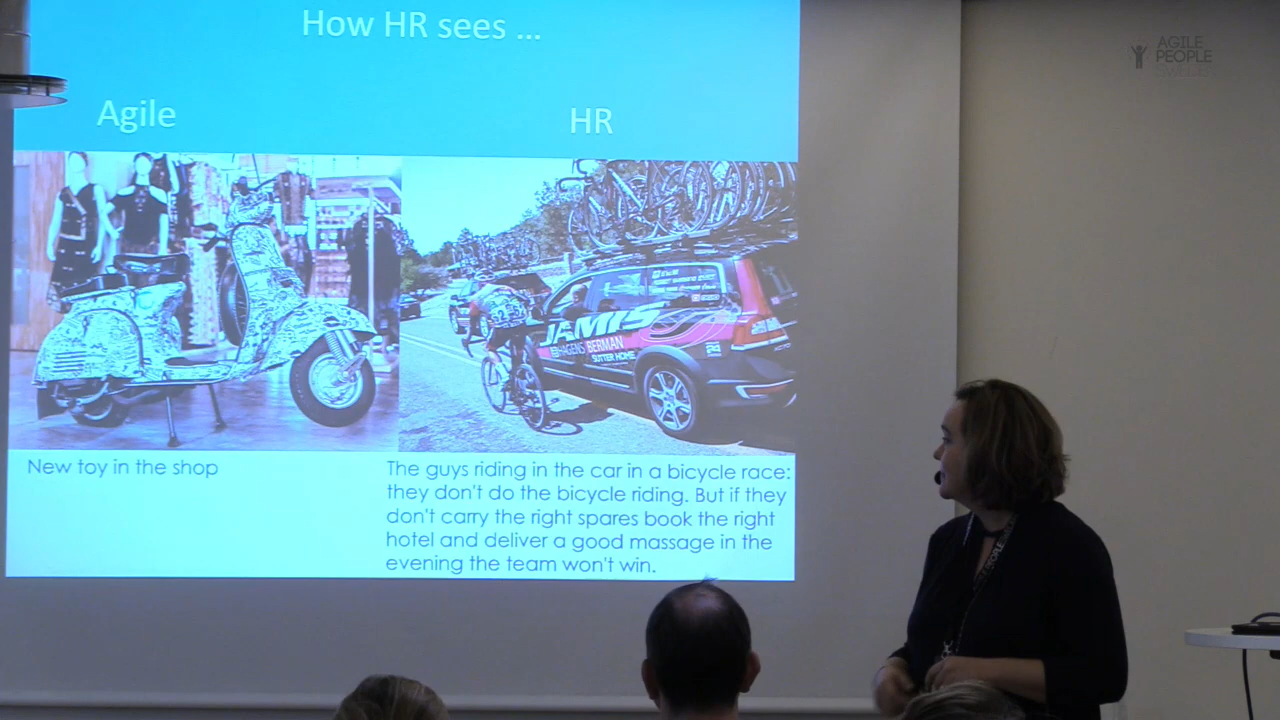 How HR sees ...
Agile
HR
JAMIS
HAGENS BERMAN
SUTTER HOME
New toy in the shop
The guys riding in the car in a bicycle race:
they don't do the bicycle riding. But if they
don't carry the right spares book the right
hotel and deliver a good massage in the
evening the team won't win.
AGILE
PEOPLE
SWEDEN